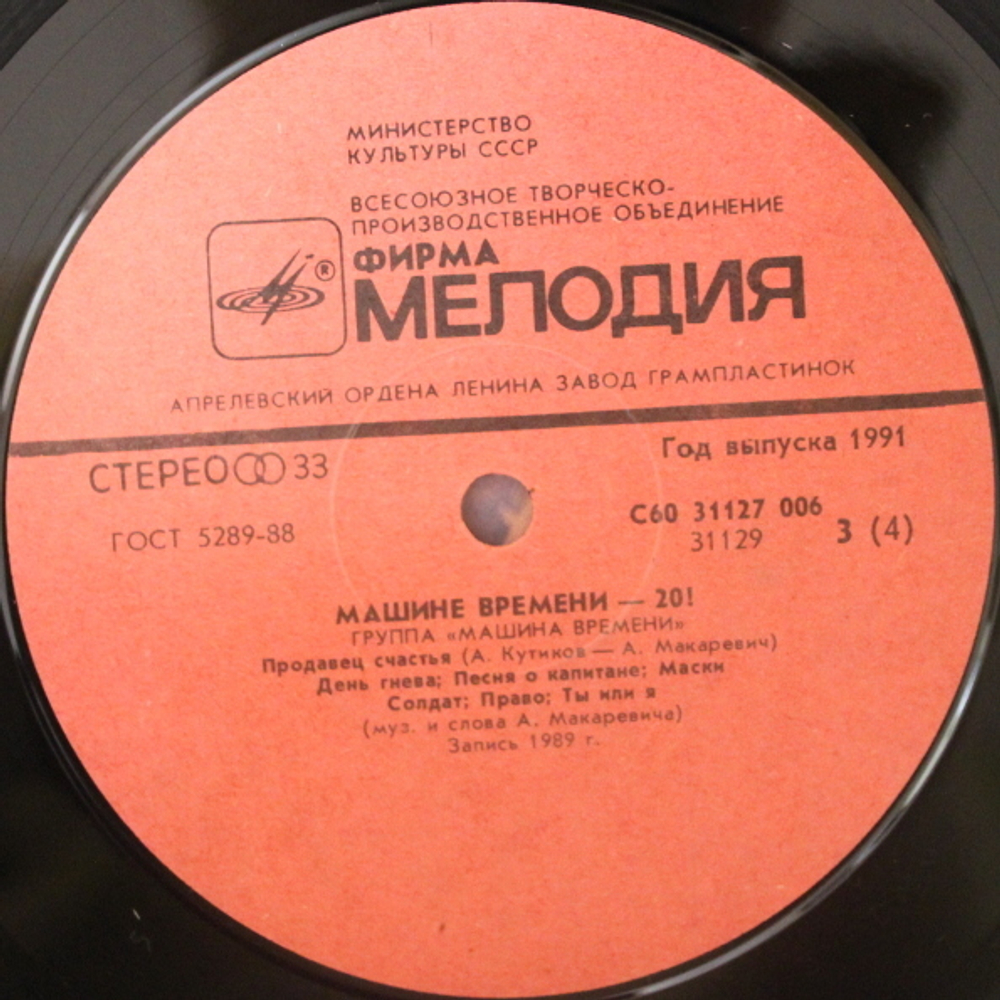 МИНИСТЕРСТВО
КУЛЬТУРЫ СССР
ВСЕСОЮЗНОЕ ТВОРЧЕСКО-
ПРОИЗВОДСТВЕННОЕ ОБЪЕДИНЕНИЕ
ФИРМА
®
МЕЛОДИЯ
АПРЕЛЕВСКИЙ ОРДЕНА ЛЕНИНА ЗАВОД ГРАМПЛАСТИНОК
СТЕРЕО 33
Год выпуска 1991
ГОСТ 5289-88
С60 31127 006
31129
3 (4)
МАШИНЕ ВРЕМЕНИ — 20!
ГРУППА «МАШИНА ВРЕМЕНИ»
Продавец счастья (А. Кутиков — А. Макаревич)
День гнева; Песня о капитане; Маски
Солдат; Право; Ты или я
(муз. и слова А. Макаревича)
Запись 1989 г.